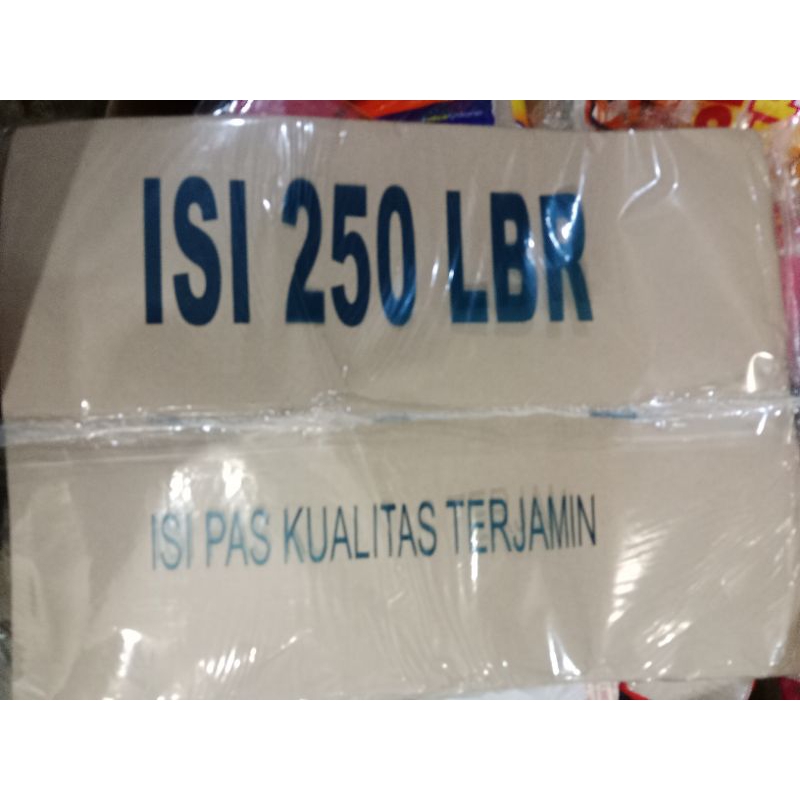 ISI 250 LBR
ISI PAS KUALITAS TERJAMIN